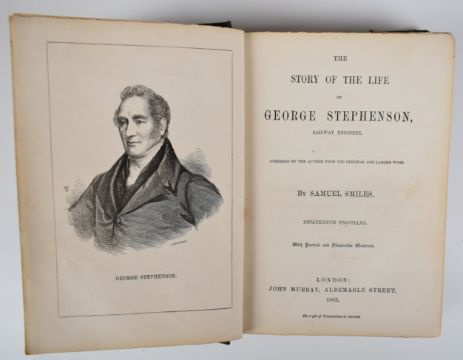 GEORGE STEPHENSON.
THE
STORY OF THE LIFE
OF
GEORGE STEPHENSON,
RAILWAY ENGINEER.
ABRIDGED BY THE AUTHOR FROM THE ORIGINAL AND LARGER WORK.
BY SAMUEL SMILES.
THIRTEENTH THOUSAND.
With Portrait and Illustrative Woodcuts.
LONDON:
JOHN MURRAY, ALBEMARLE STREET,
The right of Translation is reserved.